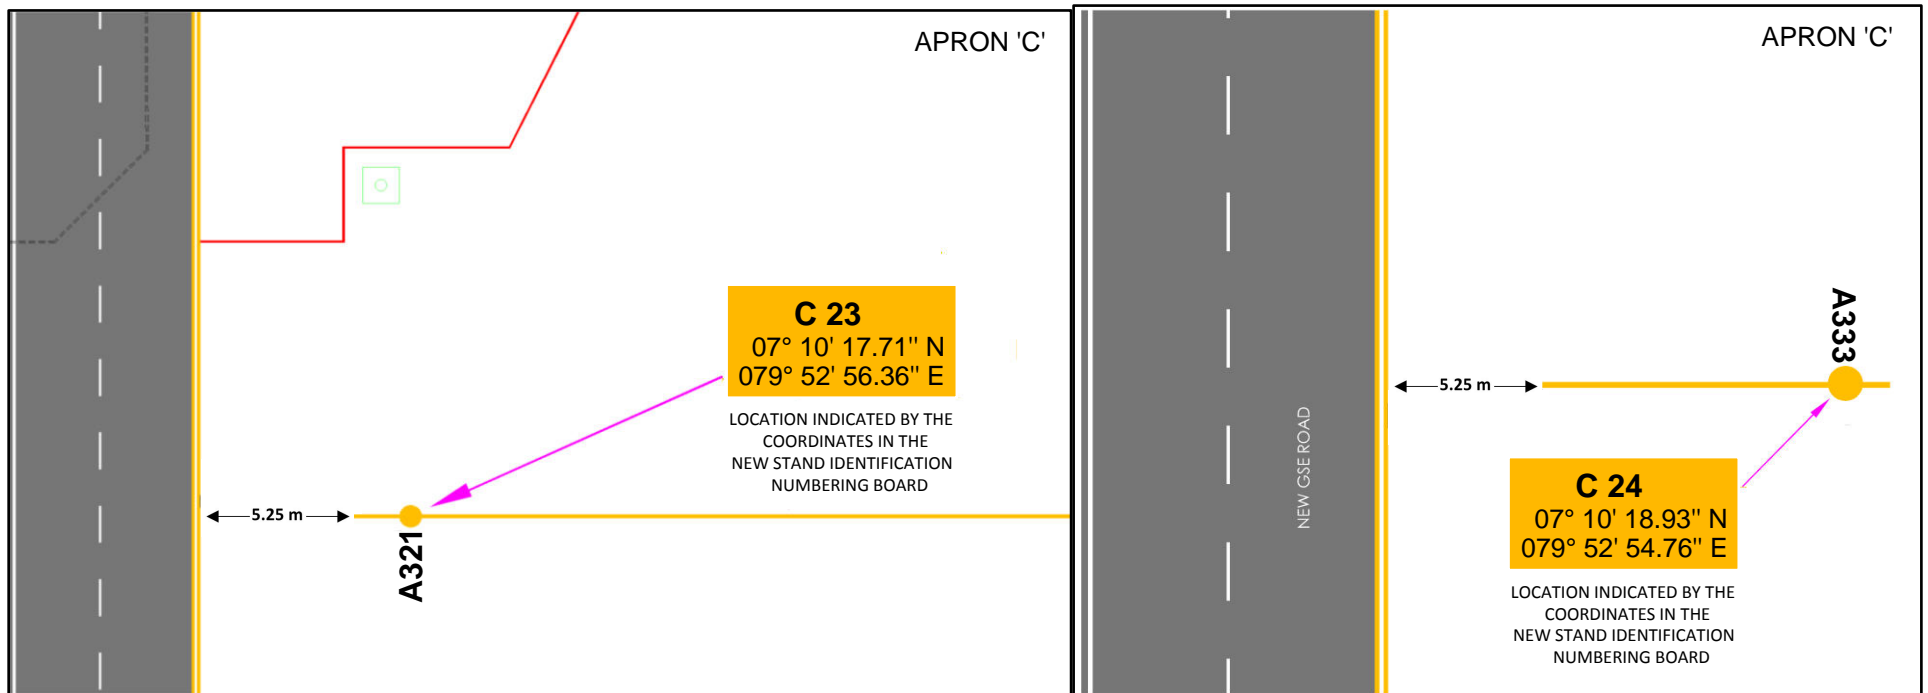 APRON 'C'
C 23
07° 10' 17.71" N
079° 52' 56.36" E
LOCATION INDICATED BY THE
COORDINATES IN THE
NEW STAND IDENTIFICATION
NUMBERING BOARD
5.25 m
A321
APRON 'C'
A333
5.25 m
NEW GSE ROAD
C 24
07° 10' 18.93" N
079° 52' 54.76" E
LOCATION INDICATED BY THE
COORDINATES IN THE
NEW STAND IDENTIFICATION
NUMBERING BOARD